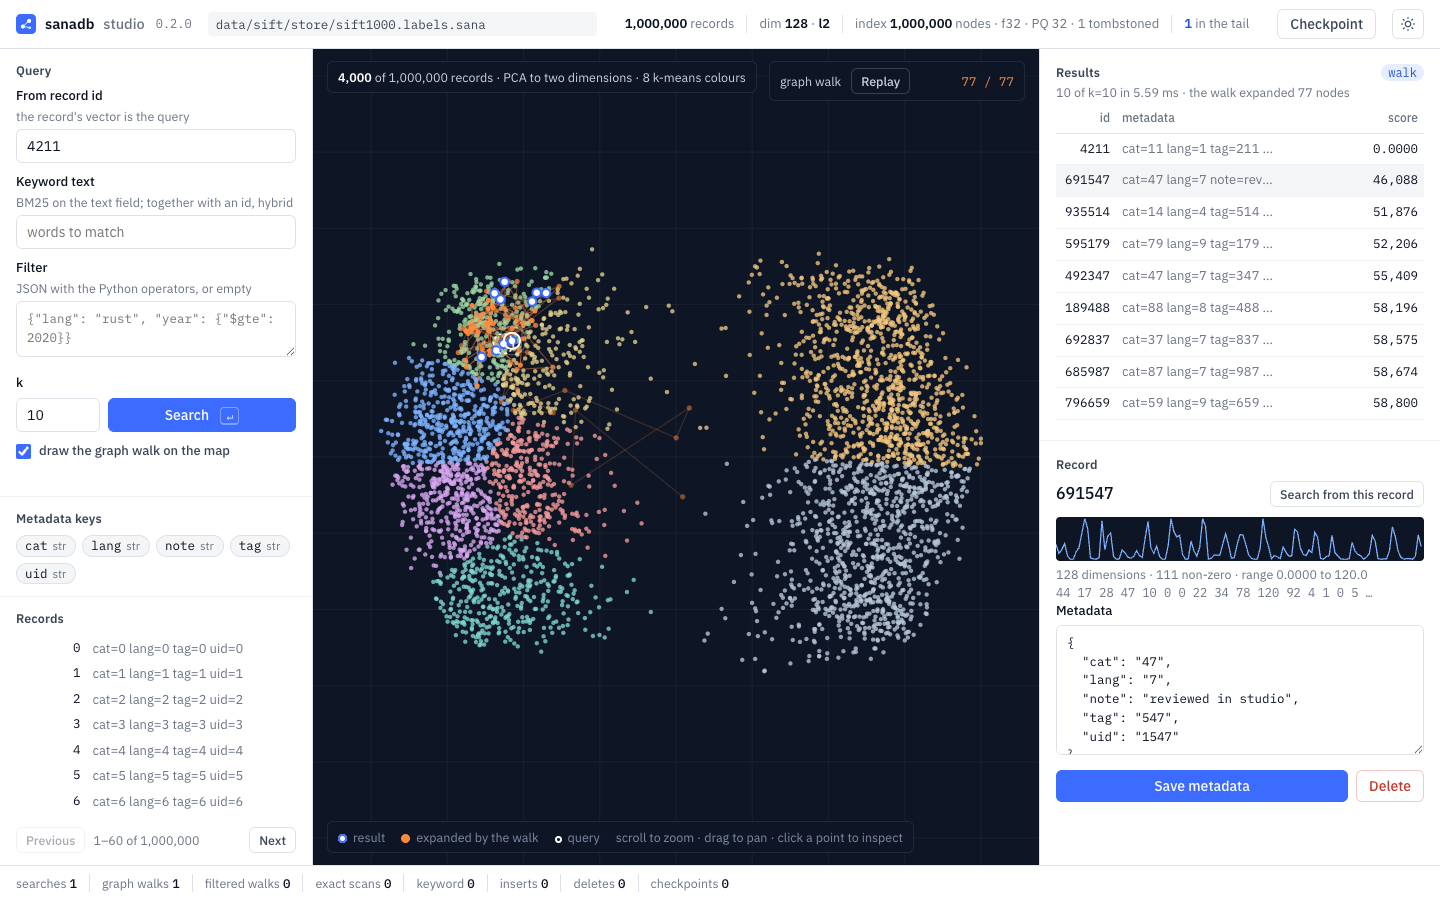 sanadb studio 0.2.0 data/sift/store/sift1000.labels.sana 1,000,000 records dim 128 · l2 index 1,000,000 nodes · f32 · PQ 32 · 1 tombstoned 1 in the tail Checkpoint
Query
From record id
the record's vector is the query
4211
Keyword text
BM25 on the text field; together with an id, hybrid
words to match
Filter
JSON with the Python operators, or empty
{"lang": "rust", "year": {"$gte":
2020}}
k
10 Search ↵
draw the graph walk on the map
Metadata keys
cat str lang str note str tag str
uid str
Records
0 cat=0 lang=0 tag=0 uid=0
1 cat=1 lang=1 tag=1 uid=1
2 cat=2 lang=2 tag=2 uid=2
3 cat=3 lang=3 tag=3 uid=3
4 cat=4 lang=4 tag=4 uid=4
5 cat=5 lang=5 tag=5 uid=5
6 cat=6 lang=6 tag=6 uid=6
Previous 1–60 of 1,000,000 Next
4,000 of 1,000,000 records · PCA to two dimensions · 8 k-means colours
graph walk Replay 77 / 77
result expanded by the walk query scroll to zoom · drag to pan · click a point to inspect
Results walk
10 of k=10 in 5.59 ms · the walk expanded 77 nodes
id metadata score
4211 cat=11 lang=1 tag=211 ... 0.0000
691547 cat=47 lang=7 note=rev... 46,088
935514 cat=14 lang=4 tag=514 ... 51,876
595179 cat=79 lang=9 tag=179 ... 52,206
492347 cat=47 lang=7 tag=347 ... 55,409
189488 cat=88 lang=8 tag=488 ... 58,196
692837 cat=37 lang=7 tag=837 ... 58,575
685987 cat=87 lang=7 tag=987 ... 58,674
796659 cat=59 lang=9 tag=659 ... 58,800
Record
691547 Search from this record
128 dimensions · 111 non-zero · range 0.0000 to 120.0
44 17 28 47 10 0 0 22 34 78 120 92 4 1 0 5 …
Metadata
{
"cat": "47",
"lang": "7",
"note": "reviewed in studio",
"tag": "547",
"uid": "1547"
}
Save metadata Delete
searches 1 graph walks 1 filtered walks 0 exact scans 0 keyword 0 inserts 0 deletes 0 checkpoints 0